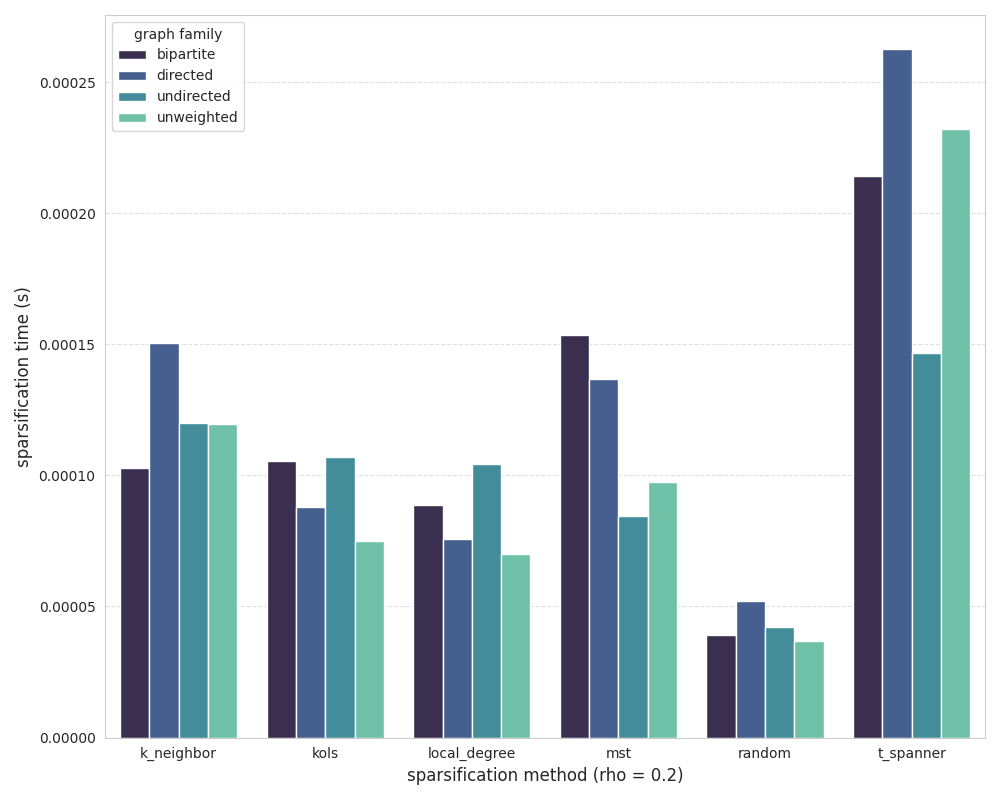 graph family
bipartite
directed
undirected
unweighted
sparsification time (s)
0.00025
0.00020
0.00015
0.00010
0.00005
0.00000
k_neighbor kols local_degree mst random t_spanner
sparsification method (rho = 0.2)